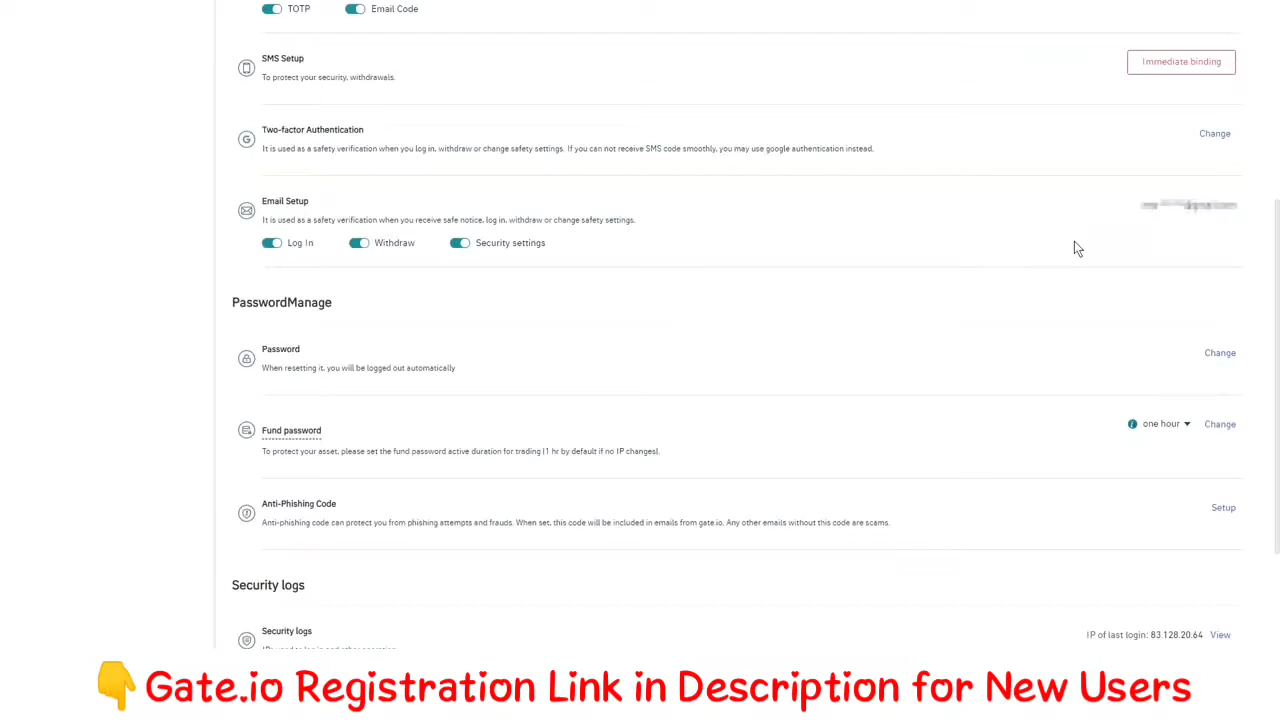 TOTP Email Code
SMS Setup
To protect your security, withdrawals.
Immediate binding
Two-factor Authentication
It is used as a safety verification when you log in, withdraw or change safety settings. If you can not receive SMS code smoothly, you may use google authentication instead.
Change
Email Setup
It is used as a safety verification when you receive safe notice, log in, withdraw or change safety settings.
Log In Withdraw Security settings
PasswordManage
Password
When resetting it, you will be logged out automatically
Change
Fund password
To protect your asset, please set the fund password active duration for trading (1 hr by default if no IP changes).
one hour Change
Anti-Phishing Code
Anti-phishing code can protect you from phishing attempts and frauds. When set, this code will be included in emails from gate.io. Any other emails without this code are scams.
Setup
Security logs
Security logs
IP of last login: 83.128.20.64 View
👇Gate.io Registration Link in Description for New Users